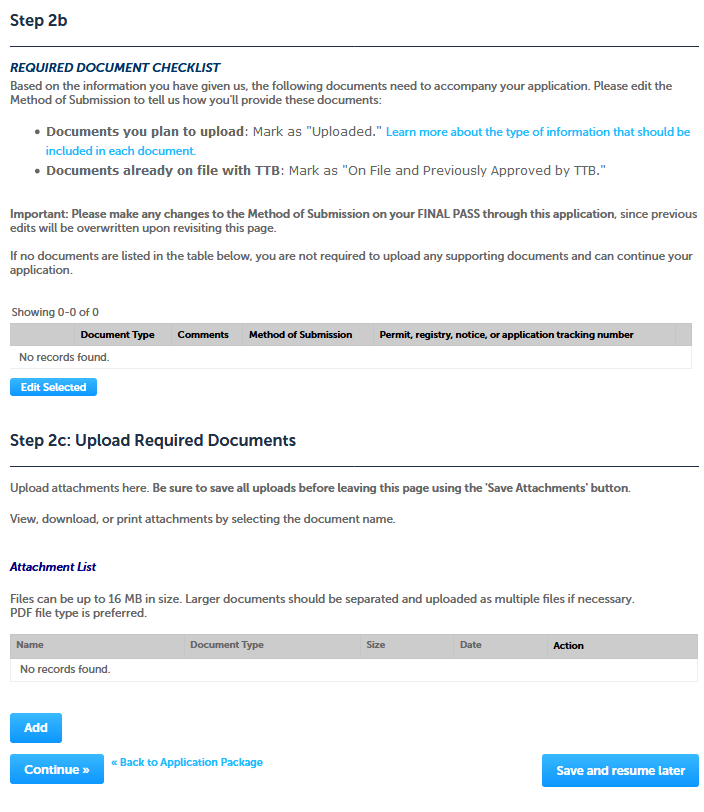 Step 2b
REQUIRED DOCUMENT CHECKLIST
Based on the information you have given us, the following documents need to accompany your application. Please edit the
Method of Submission to tell us how you'll provide these documents:
• Documents you plan to upload: Mark as "Uploaded." Learn more about the type of information that should be
included in each document.
• Documents already on file with TTB: Mark as "On File and Previously Approved by TTB."
Important: Please make any changes to the Method of Submission on your FINAL PASS through this application, since previous
edits will be overwritten upon revisiting this page.
If no documents are listed in the table below, you are not required to upload any supporting documents and can continue your
application.
Showing 0-0 of 0
Document Type Comments Method of Submission Permit, registry, notice, or application tracking number
No records found.
Edit Selected
Step 2c: Upload Required Documents
Upload attachments here. Be sure to save all uploads before leaving this page using the 'Save Attachments' button.
View, download, or print attachments by selecting the document name.
Attachment List
Files can be up to 16 MB in size. Larger documents should be separated and uploaded as multiple files if necessary.
PDF file type is preferred.
Name Document Type Size Date Action
No records found.
Add
Continue » « Back to Application Package Save and resume later